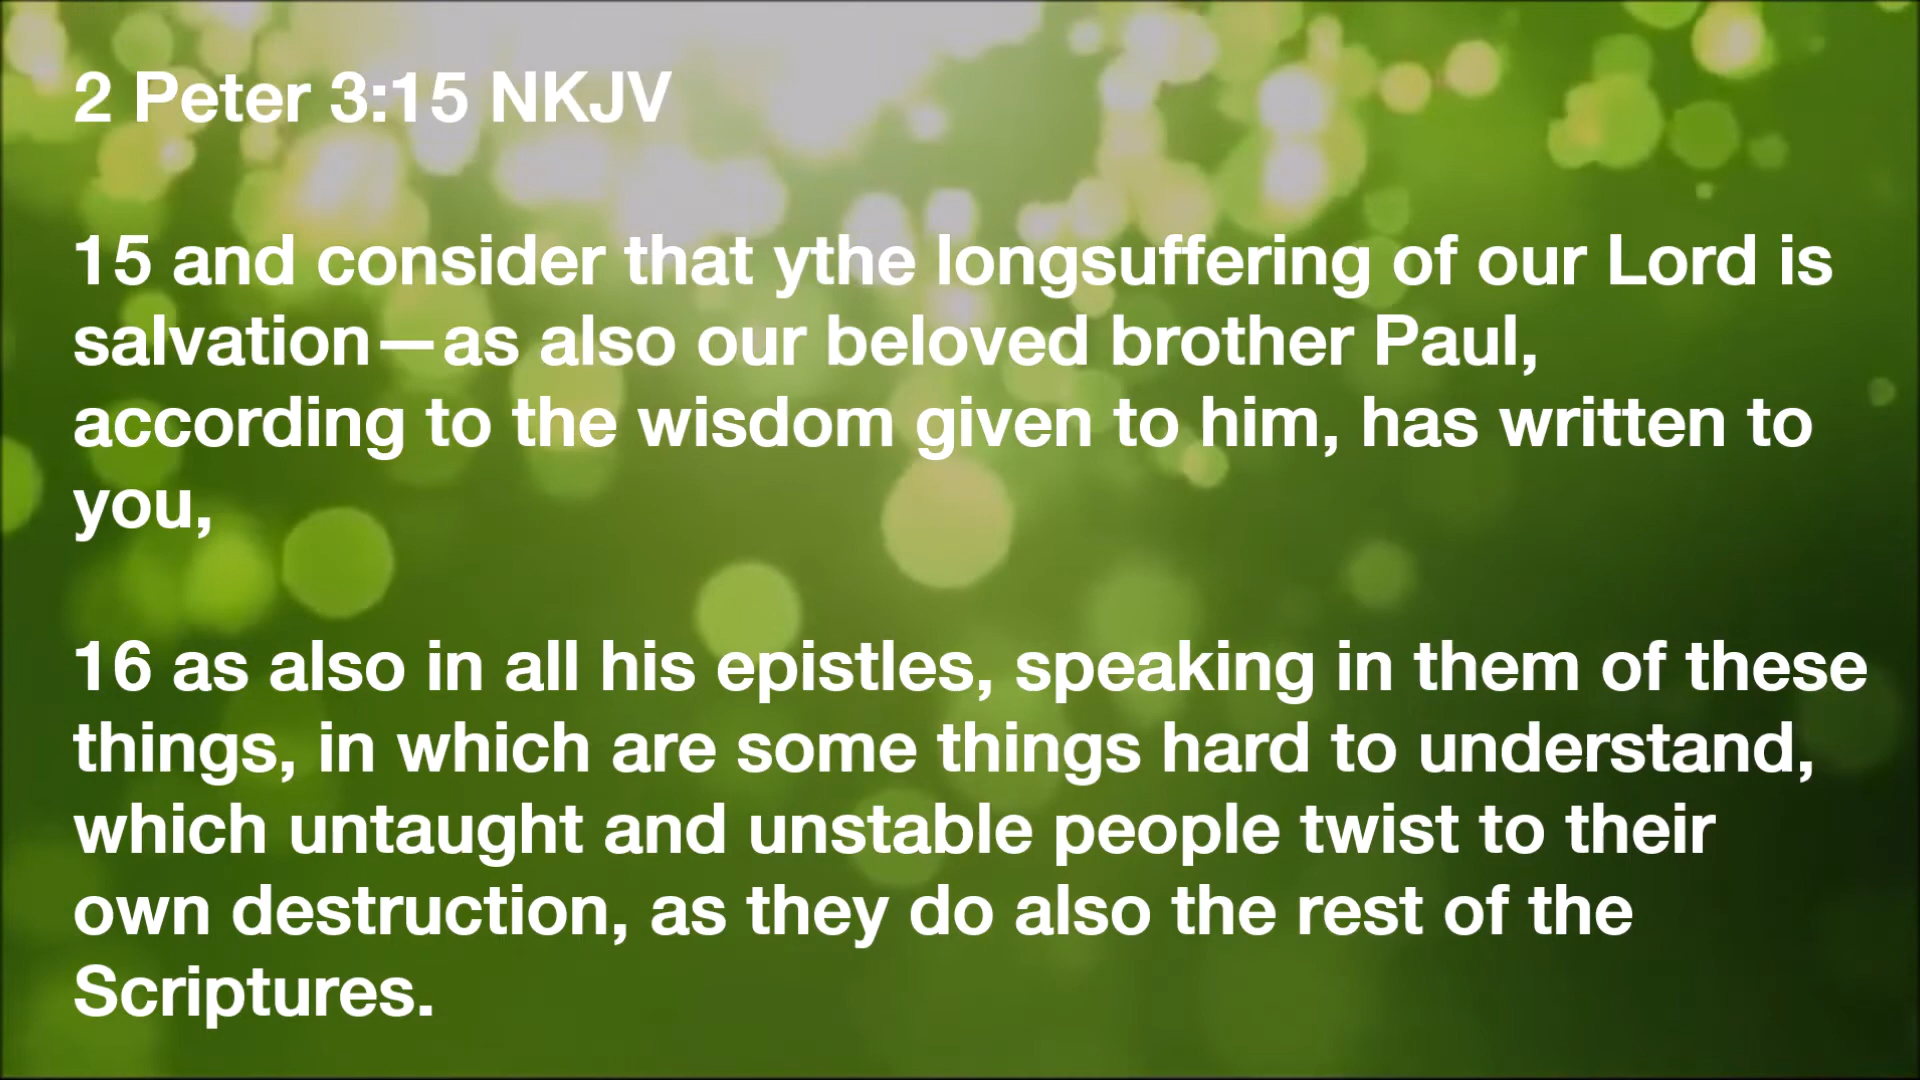 2 Peter 3:15 NKJV
15 and consider that ythe longsuffering of our Lord is
salvation—as also our beloved brother Paul,
according to the wisdom given to him, has written to
you,
16 as also in all his epistles, speaking in them of these
things, in which are some things hard to understand,
which untaught and unstable people twist to their
own destruction, as they do also the rest of the
Scriptures.